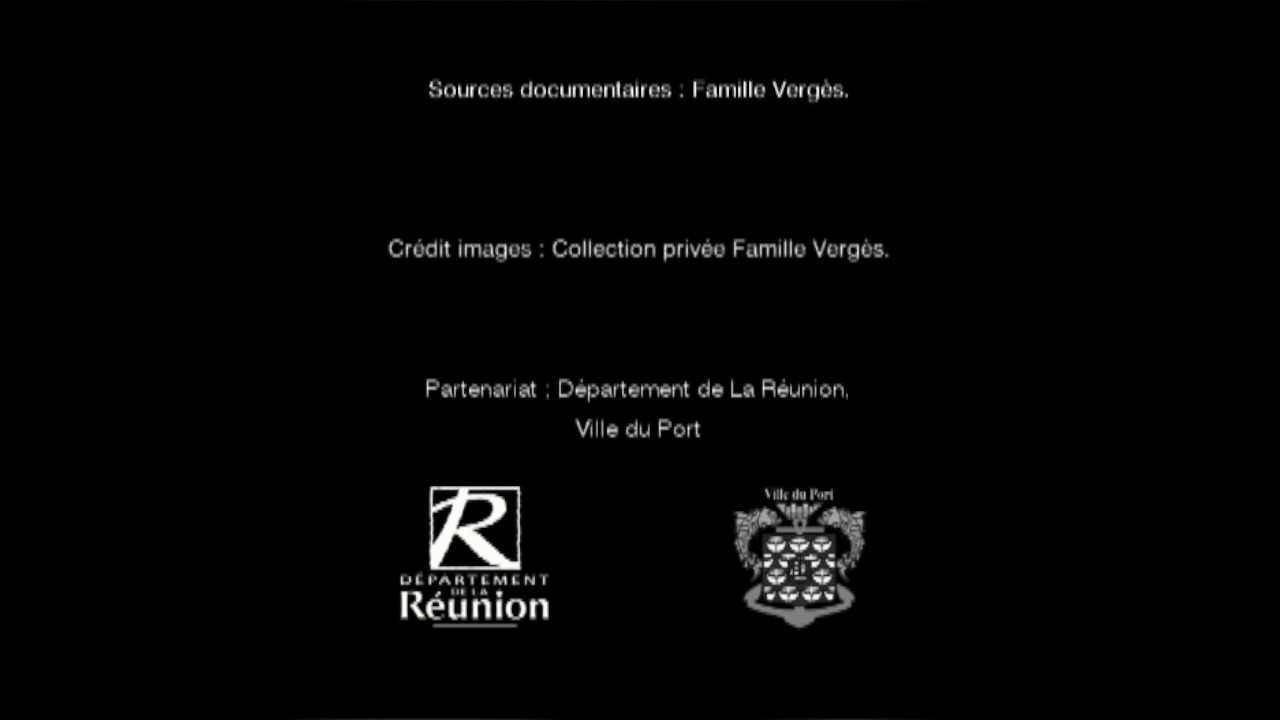 Sources documentaires : Famille Vergès.
Crédit images : Collection privée Famille Vergès.
Partenariat : Département de La Réunion,
Ville du Port
R
DÉPARTEMENT
DE LA
Réunion
Ville du Port